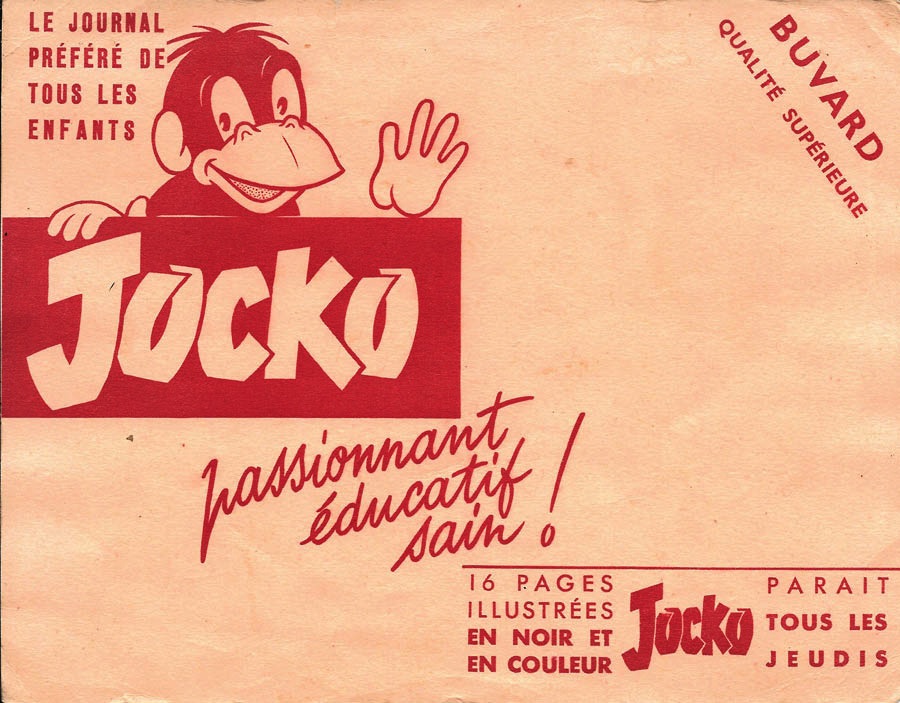 LE JOURNAL
PRÉFÉRÉ DE
TOUS LES
ENFANTS
BUVARD
QUALITÉ SUPÉRIEURE
JOCKO
passionnant
éducatif
sain !
16 PAGES
ILLUSTRÉES
EN NOIR ET
EN COULEUR
JOCKO
PARAIT
TOUS LES
JEUDIS